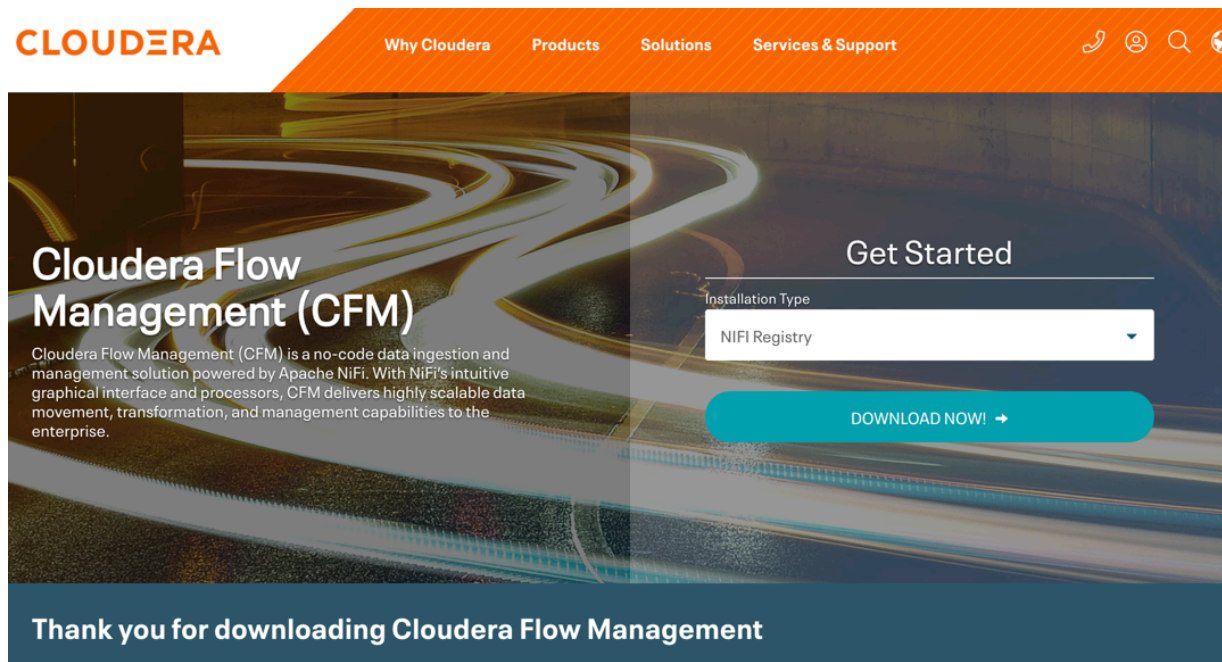 CLOUDERA
Why Cloudera Products Solutions Services & Support
Cloudera Flow
Management (CFM)
Cloudera Flow Management (CFM) is a no-code data ingestion and
management solution powered by Apache NiFi. With NiFi's intuitive
graphical interface and processors, CFM delivers highly scalable data
movement, transformation, and management capabilities to the
enterprise.
Get Started
Installation Type
NIFI Registry
DOWNLOAD NOW!
Thank you for downloading Cloudera Flow Management